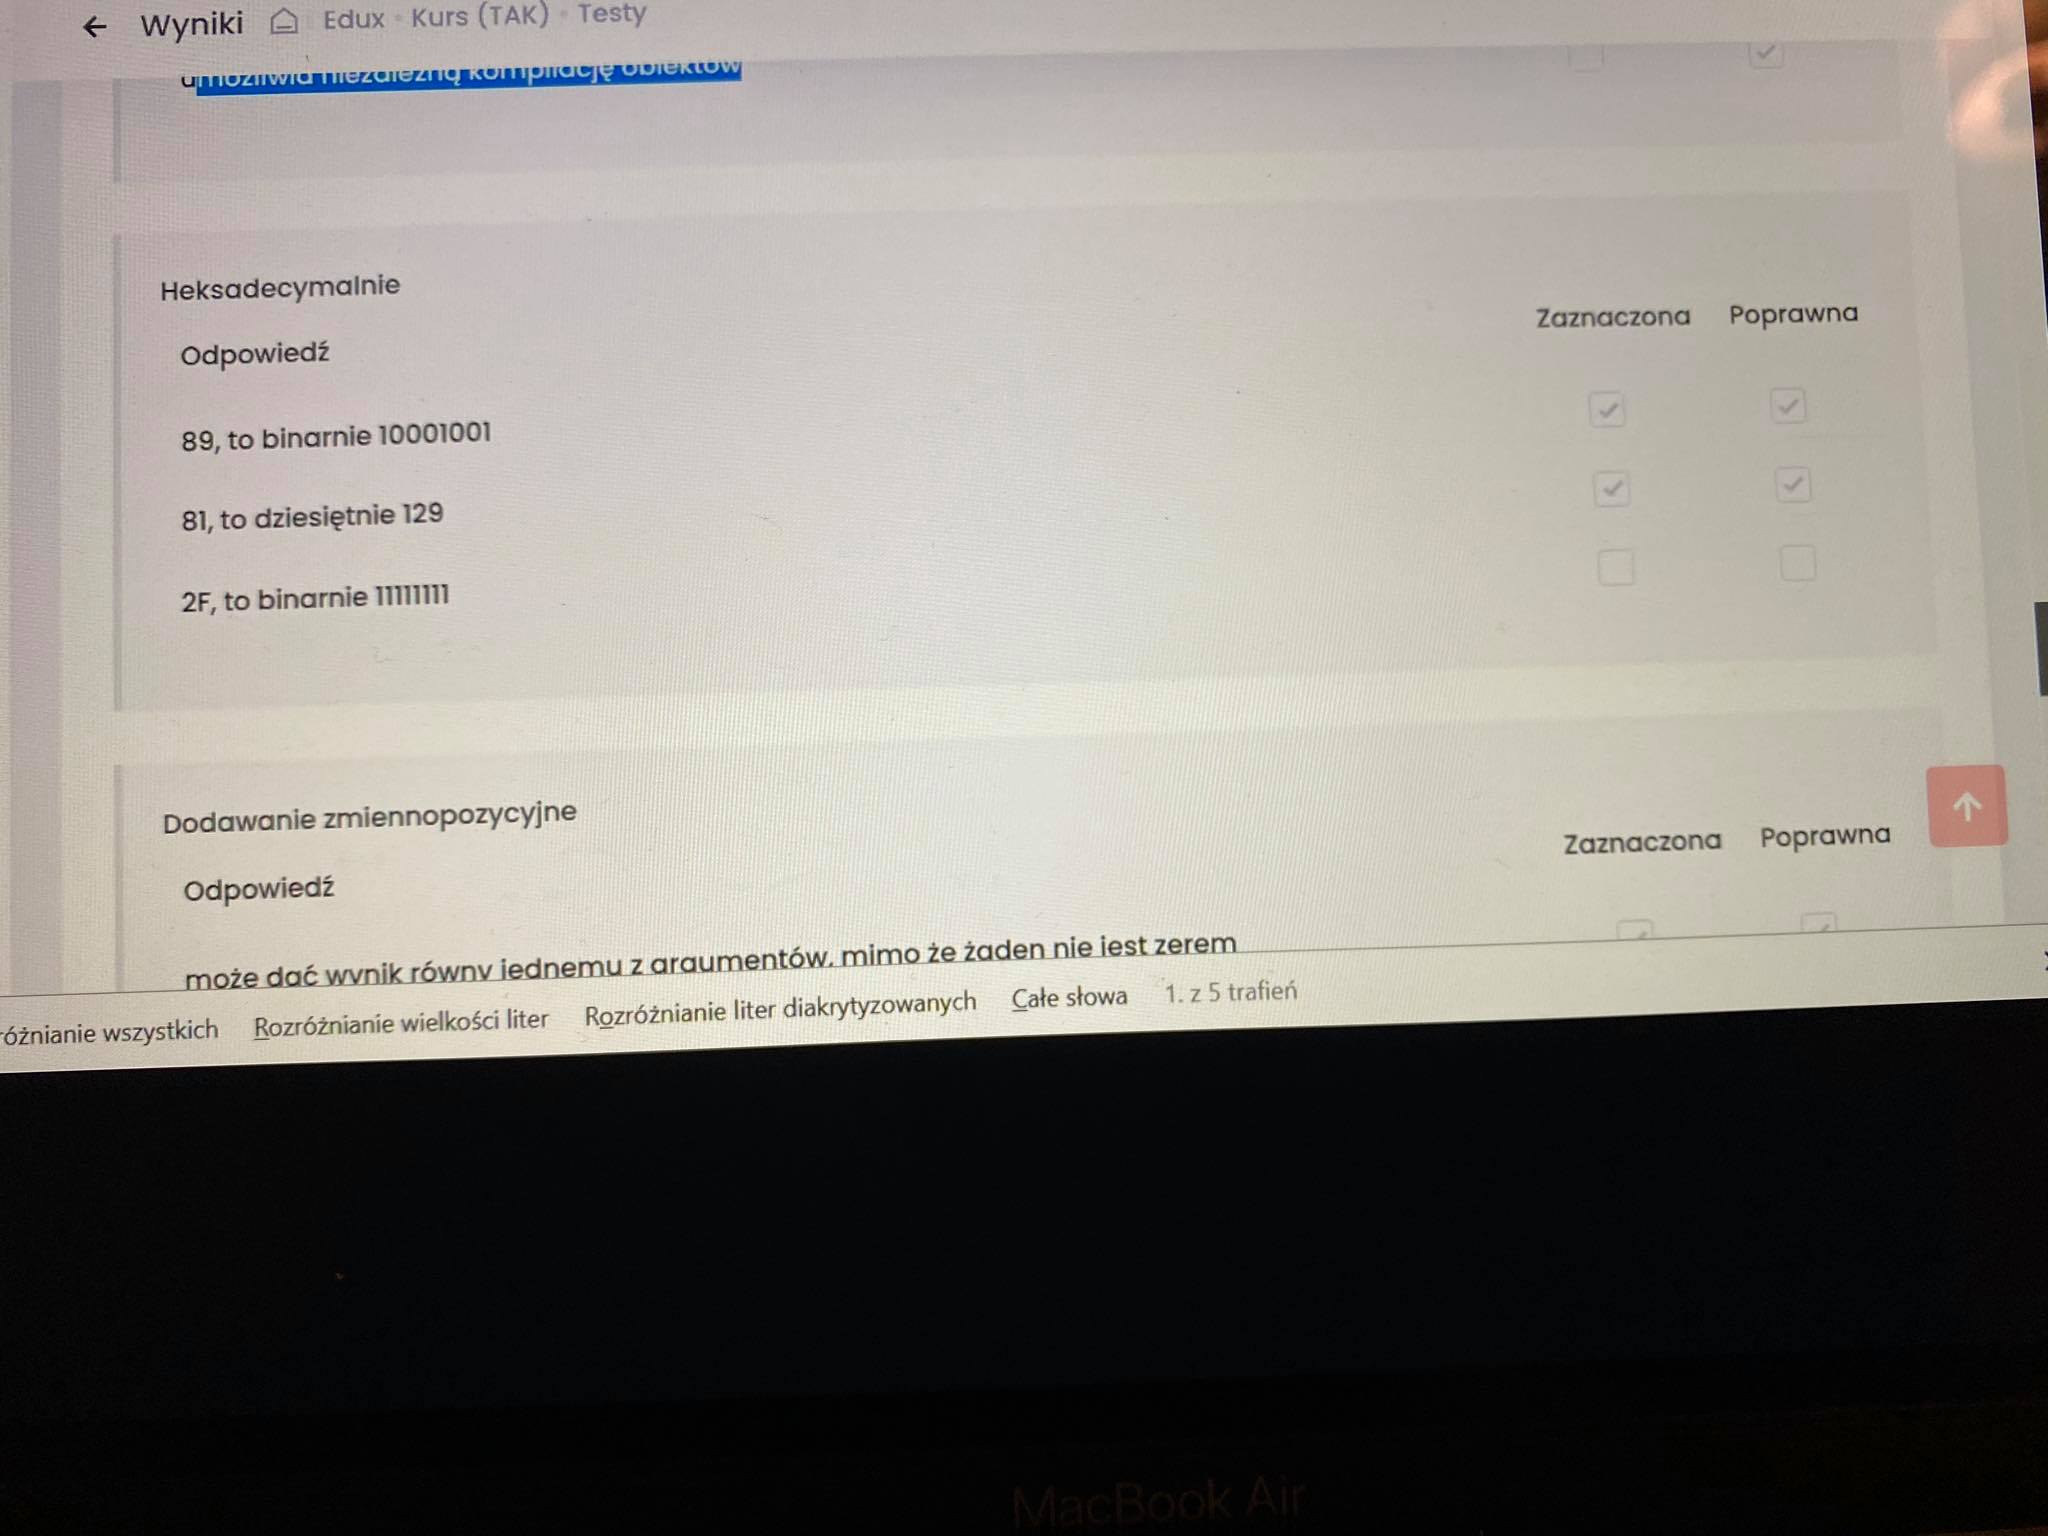 Wyniki Edux • Kurs (TAK) • Testy
umożliwia niezależną kompilację obiektów
Heksadecymalnie
Odpowiedź Zaznaczona Poprawna
89, to binarnie 10001001
81, to dziesiętnie 129
2F, to binarnie 11111111
Dodawanie zmiennopozycyjne
Odpowiedź Zaznaczona Poprawna
może dać wynik równy jednemu z argumentów, mimo że żaden nie jest zerem
różnianie wszystkich Rozróżnianie wielkości liter Rozróżnianie liter diakrytyzowanych Całe słowa 1. z 5 trafień
MacBook Air